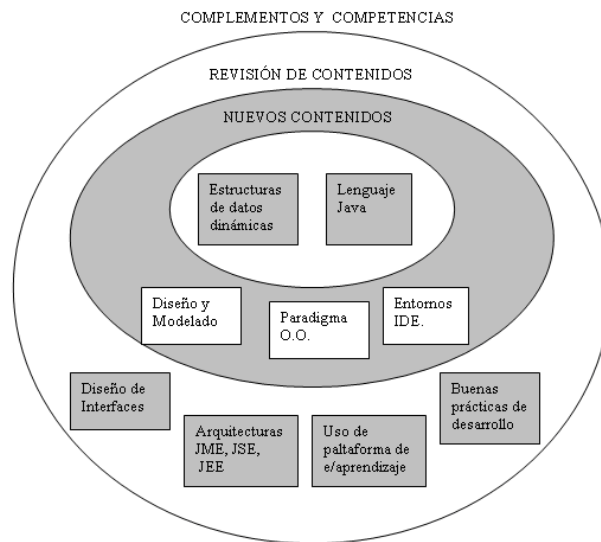 COMPLEMENTOS Y COMPETENCIAS
REVISIÓN DE CONTENIDOS
NUEVOS CONTENIDOS
Estructuras
de datos
dinámicas
Lenguaje
Java
Diseño y
Modelado
Paradigma
O.O.
Entornos
IDE.
Diseño de
Interfaces
Arquitecturas
JME, JSE,
JEE
Uso de
paltaforma de
e/aprendizaje
Buenas
prácticas de
desarrollo